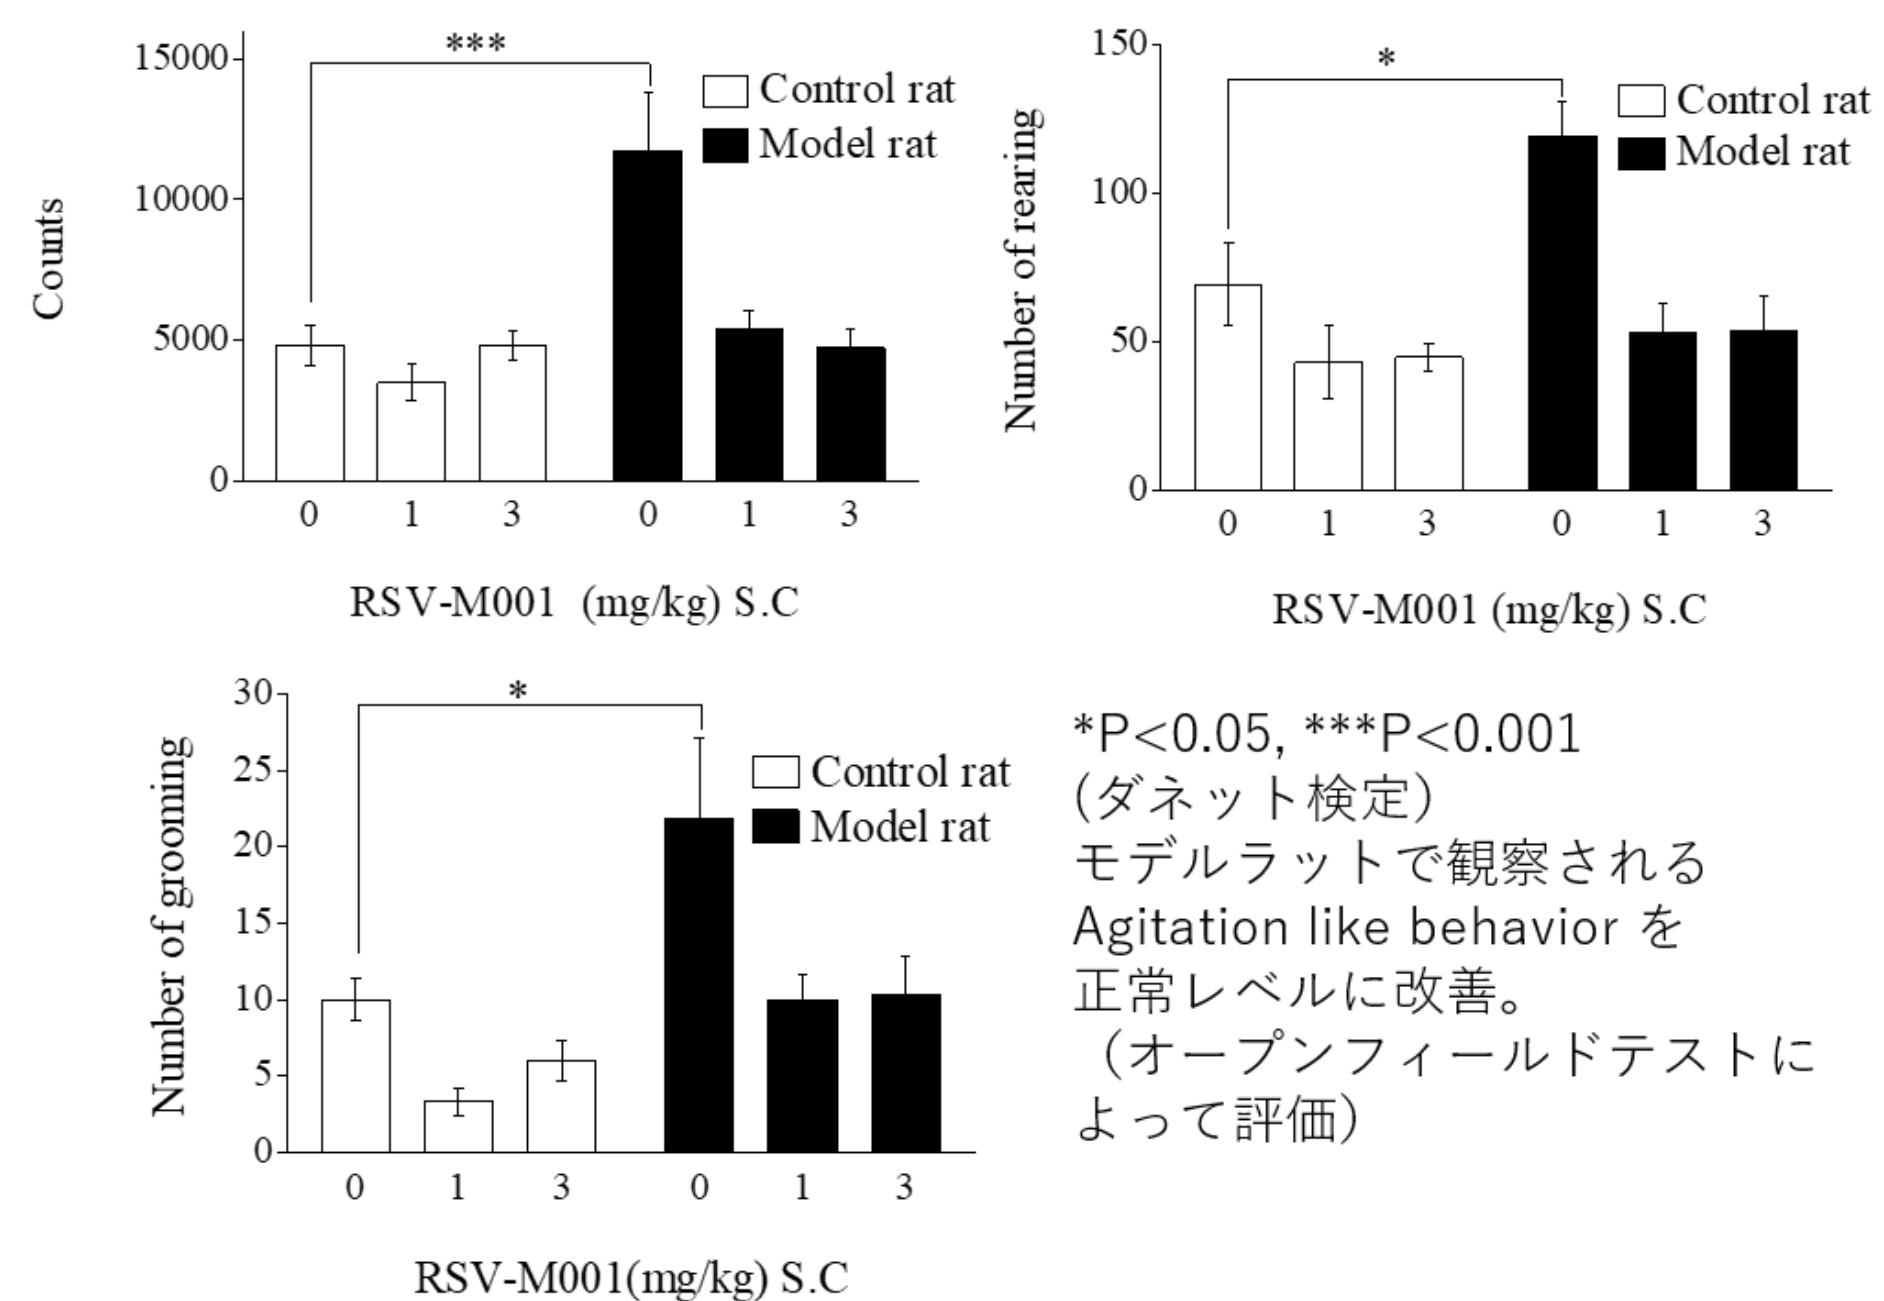 ***
15000
10000
5000
0
Counts
Control rat
Model rat
0 1 3 0 1 3
RSV-M001 (mg/kg) S.C
*
150
100
50
0
Number of rearing
Control rat
Model rat
0 1 3 0 1 3
RSV-M001 (mg/kg) S.C
*
30
25
20
15
10
5
0
Number of grooming
Control rat
Model rat
0 1 3 0 1 3
RSV-M001(mg/kg) S.C
*P<0.05, ***P<0.001
(ダネット検定)
モデルラットで観察される
Agitation like behavior を
正常レベルに改善。
（オープンフィールドテストに
よって評価）